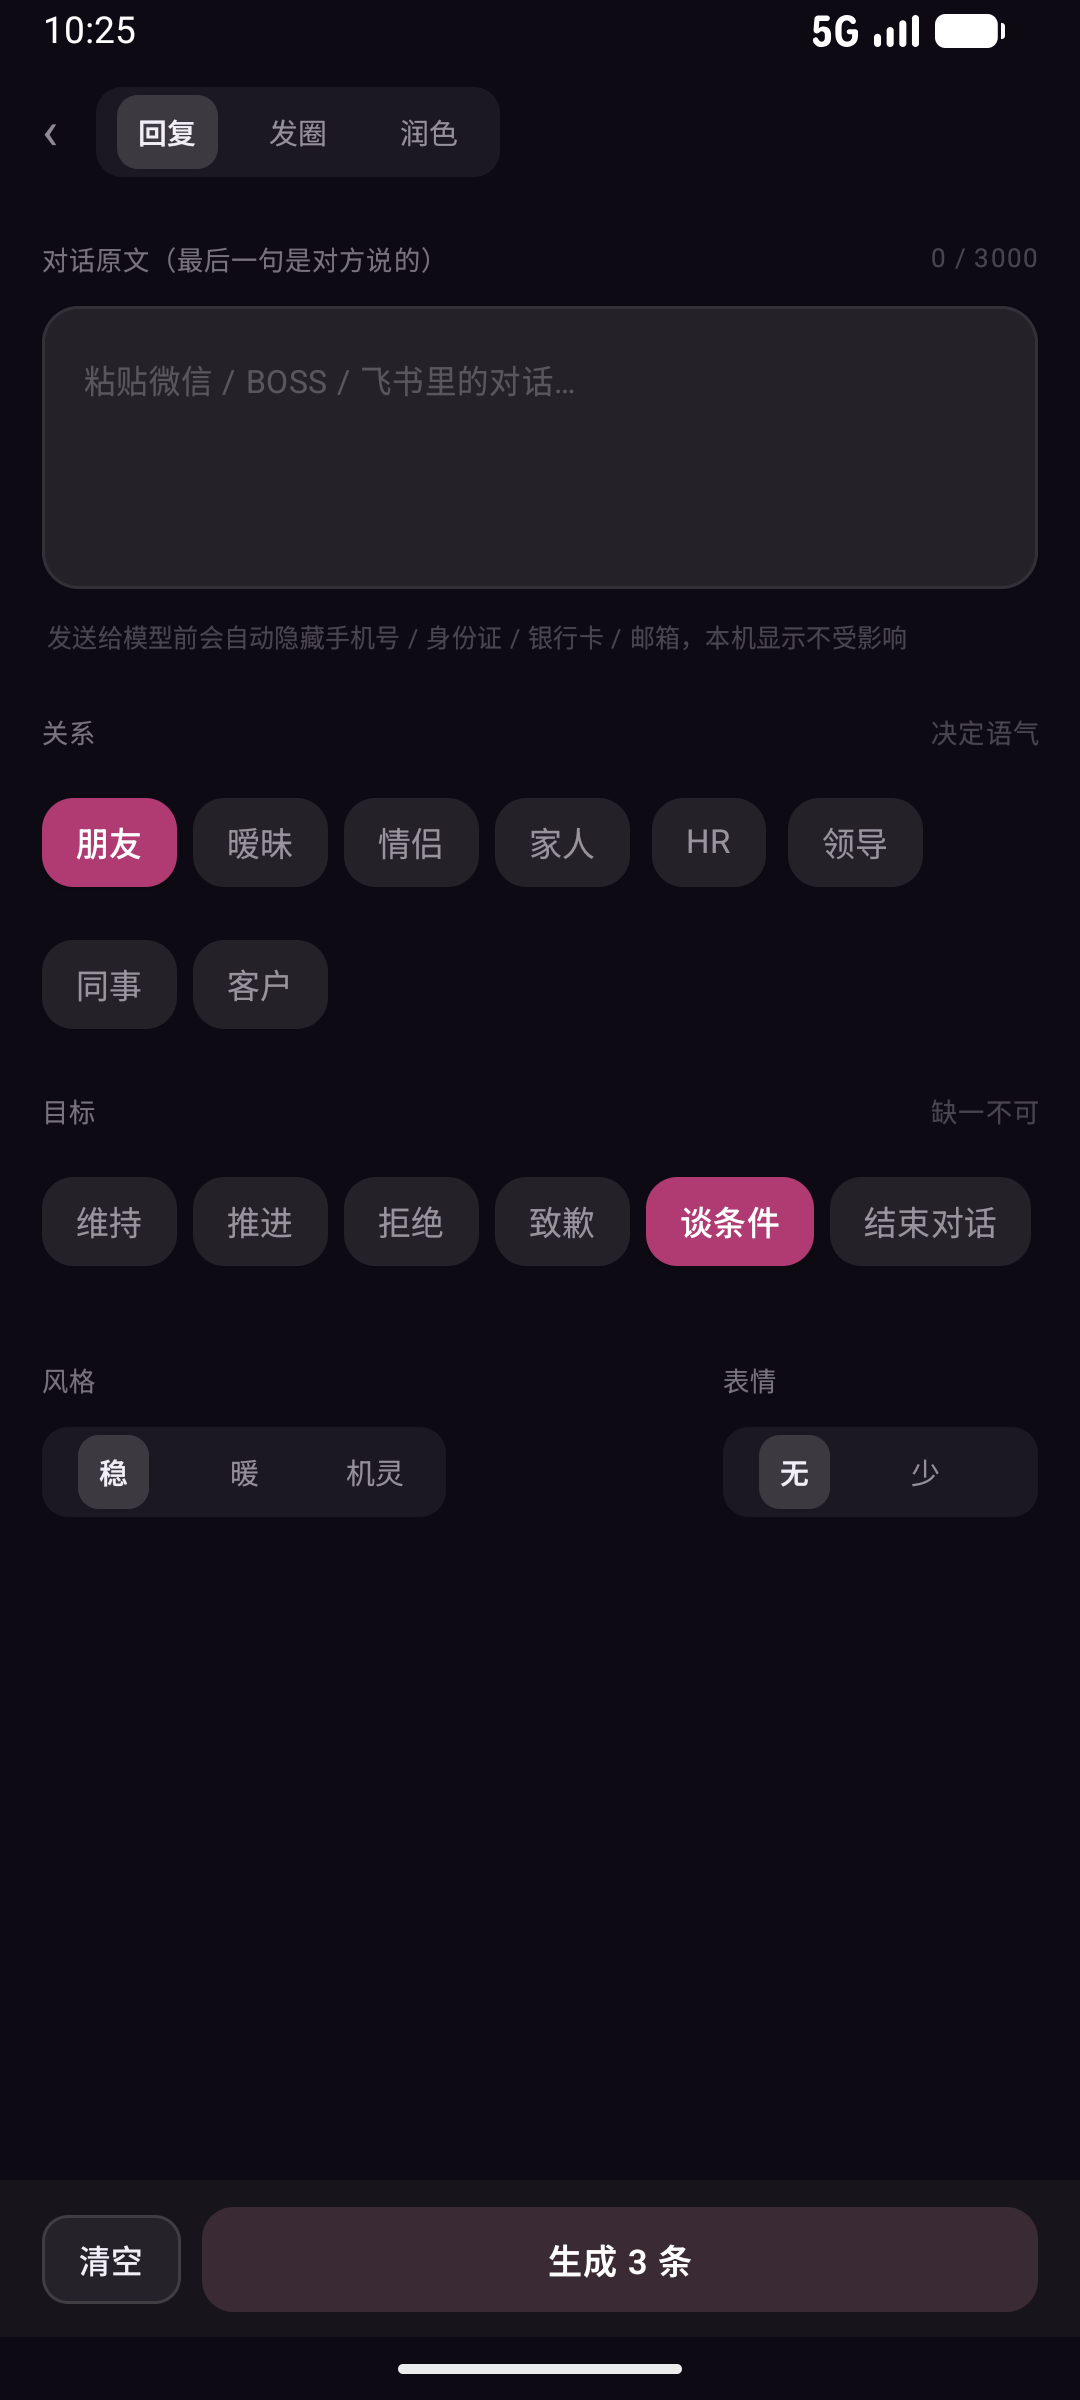 10:25 5G
‹ 回复 发圈 润色
对话原文（最后一句是对方说的） 0 / 3000
粘贴微信 / BOSS / 飞书里的对话…
发送给模型前会自动隐藏手机号 / 身份证 / 银行卡 / 邮箱，本机显示不受影响
关系 决定语气
朋友 暧昧 情侣 家人 HR 领导
同事 客户
目标 缺一不可
维持 推进 拒绝 致歉 谈条件 结束对话
风格 表情
稳 暖 机灵 无 少
清空 生成 3 条